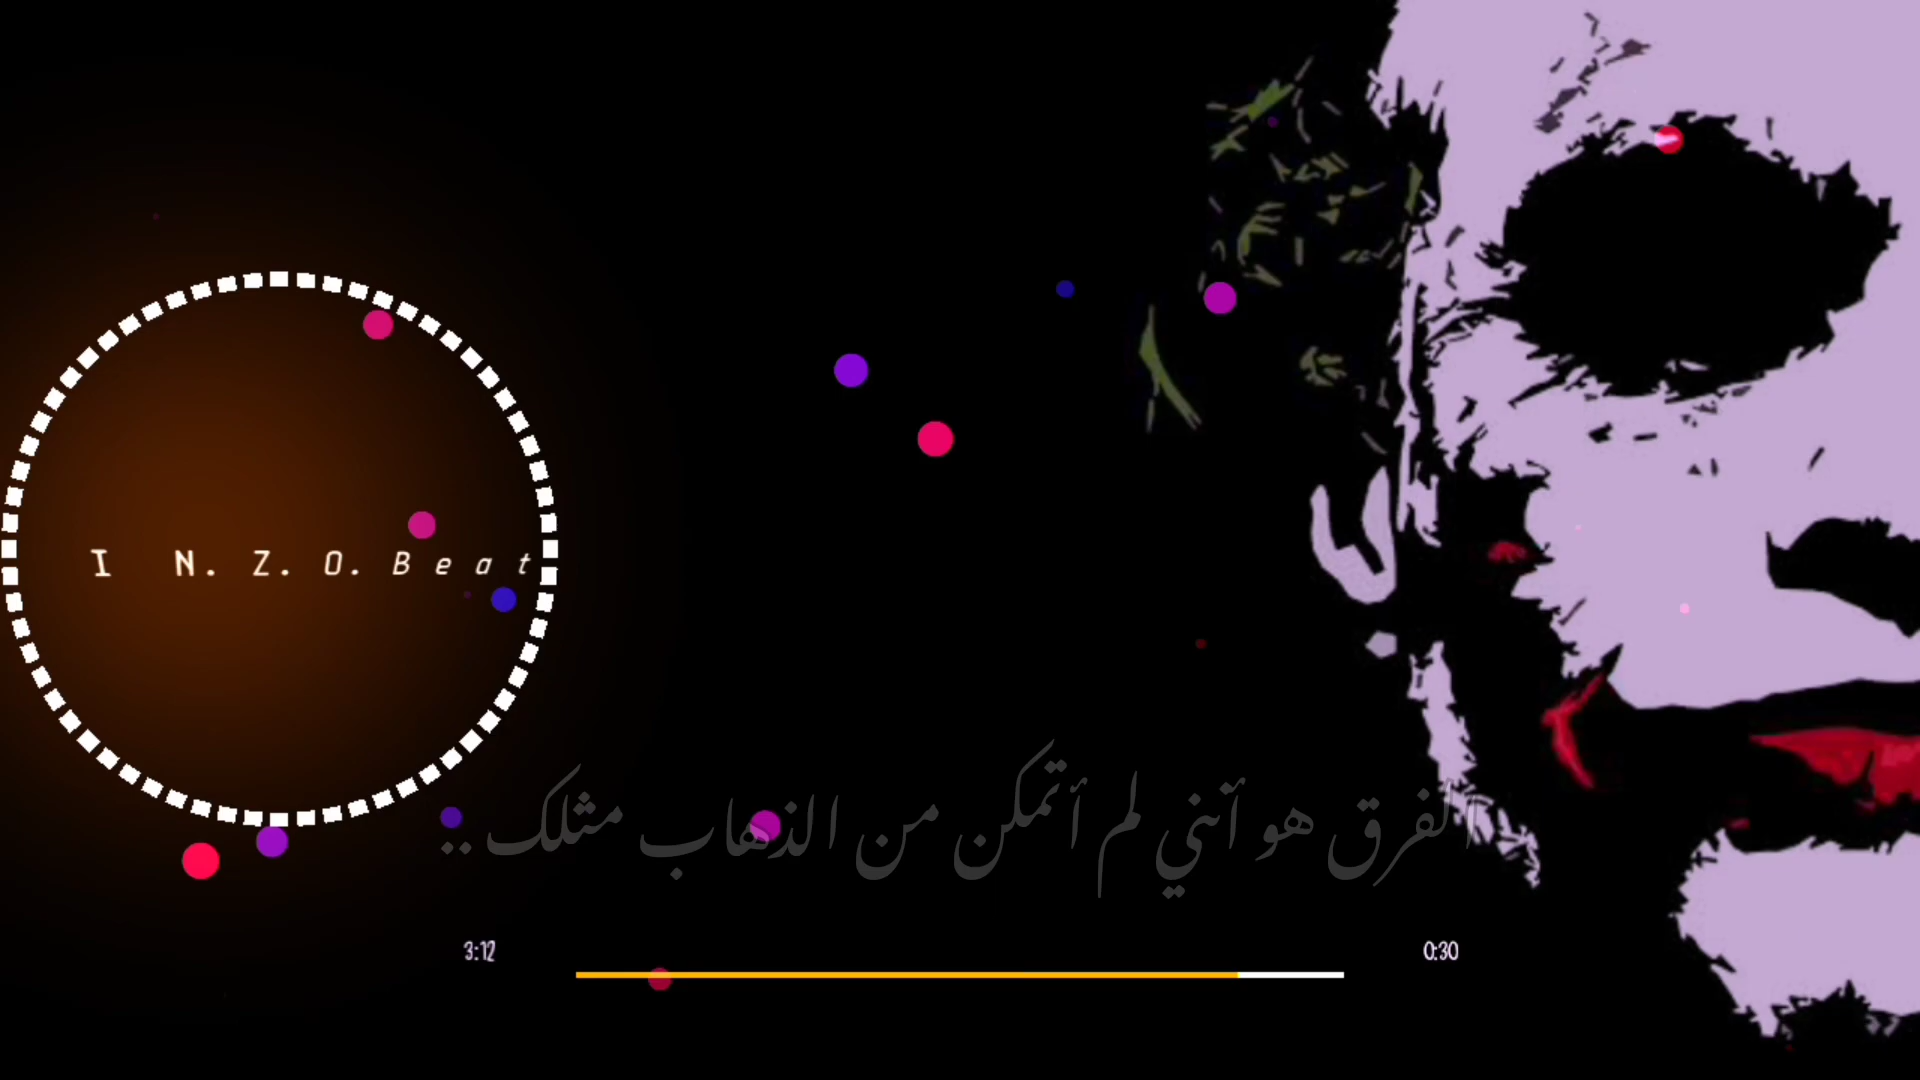 I N. Z. O. Beat
الفرق هو أنني لم أتمكن من الذهاب مثلك ..
3:12
0:30